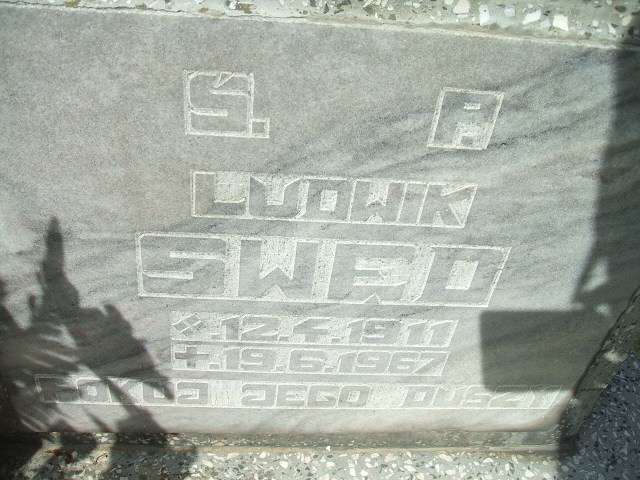 Ś. P
LUDWIK
SWED
12.4.1911
✝.19.6.1967
POKÓJ JEGO DUSZY